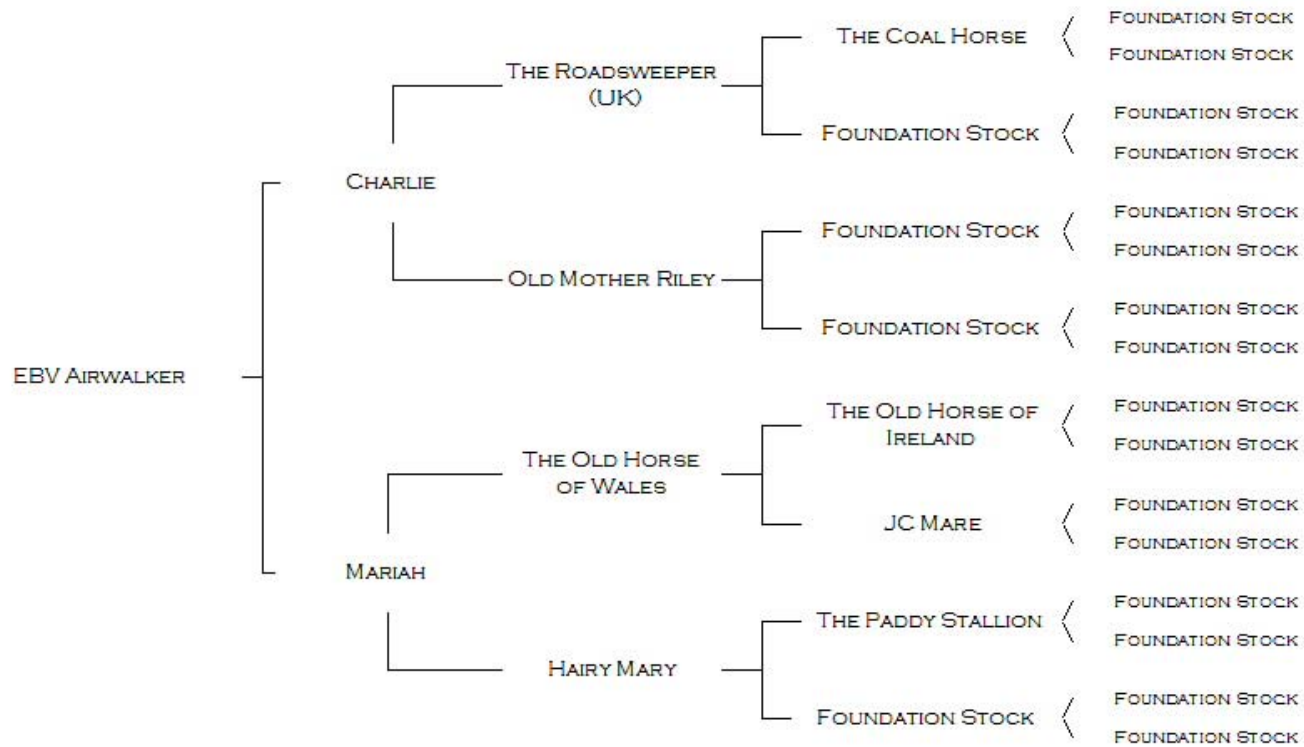 The Coal Horse
Foundation Stock
Foundation Stock
The Roadsweeper
(UK)
Foundation Stock
Foundation Stock
Foundation Stock
Charlie
Foundation Stock
Foundation Stock
Foundation Stock
Old Mother Riley
Foundation Stock
Foundation Stock
Foundation Stock
EBV Airwalker
The Old Horse of
Ireland
Foundation Stock
Foundation Stock
The Old Horse
of Wales
JC Mare
Foundation Stock
Foundation Stock
Mariah
The Paddy Stallion
Foundation Stock
Foundation Stock
Hairy Mary
Foundation Stock
Foundation Stock
Foundation Stock